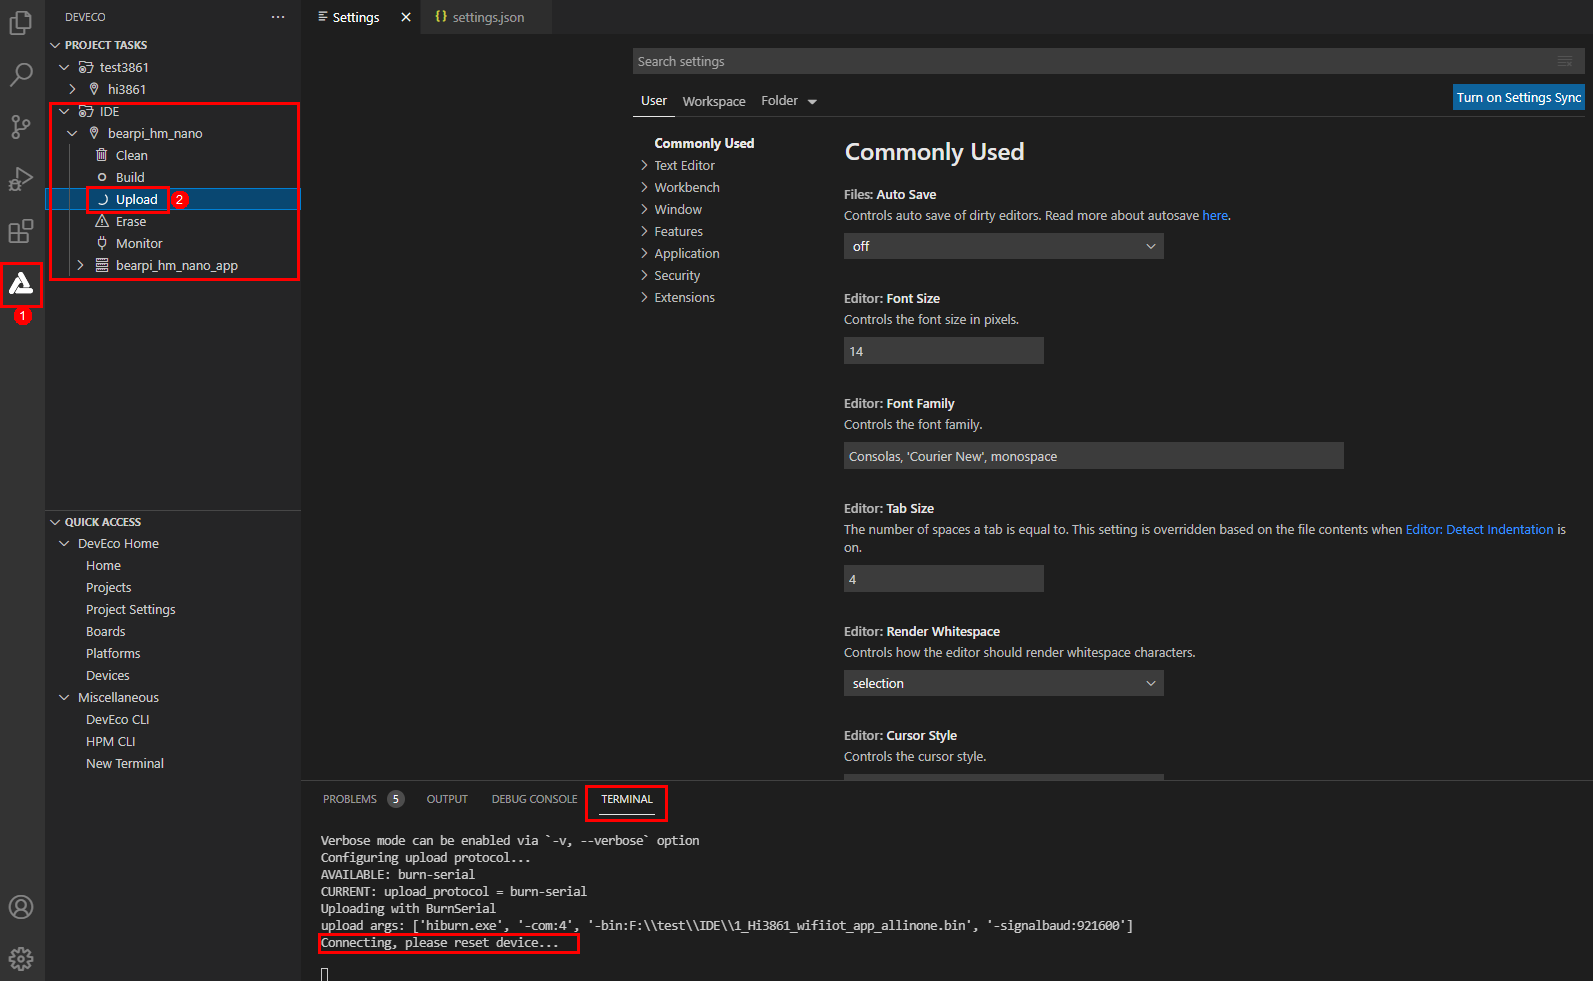 DEVECO
PROJECT TASKS
test3861
hi3861
IDE
bearpi_hm_nano
Clean
Build
Upload
2
Erase
Monitor
bearpi_hm_nano_app
1
QUICK ACCESS
DevEco Home
Home
Projects
Project Settings
Boards
Platforms
Devices
Miscellaneous
DevEco CLI
HPM CLI
New Terminal
Settings
{} settings.json
Search settings
User Workspace Folder
Turn on Settings Sync
Commonly Used
Text Editor
Workbench
Window
Features
Application
Security
Extensions
Commonly Used
Files: Auto Save
Controls auto save of dirty editors. Read more about autosave here.
off
Editor: Font Size
Controls the font size in pixels.
14
Editor: Font Family
Controls the font family.
Consolas, 'Courier New', monospace
Editor: Tab Size
The number of spaces a tab is equal to. This setting is overridden based on the file contents when Editor: Detect Indentation is
on.
4
Editor: Render Whitespace
Controls how the editor should render whitespace characters.
selection
Editor: Cursor Style
Controls the cursor style.
PROBLEMS 5 OUTPUT DEBUG CONSOLE TERMINAL
Verbose mode can be enabled via `-v, --verbose` option
Configuring upload protocol...
AVAILABLE: burn-serial
CURRENT: upload_protocol = burn-serial
Uploading with BurnSerial
upload args: ['hiburn.exe', '-com:4', '-bin:F:\\test\\IDE\\1_Hi3861_wifiiot_app_allinone.bin', '-signalbaud:921600']
Connecting, please reset device...